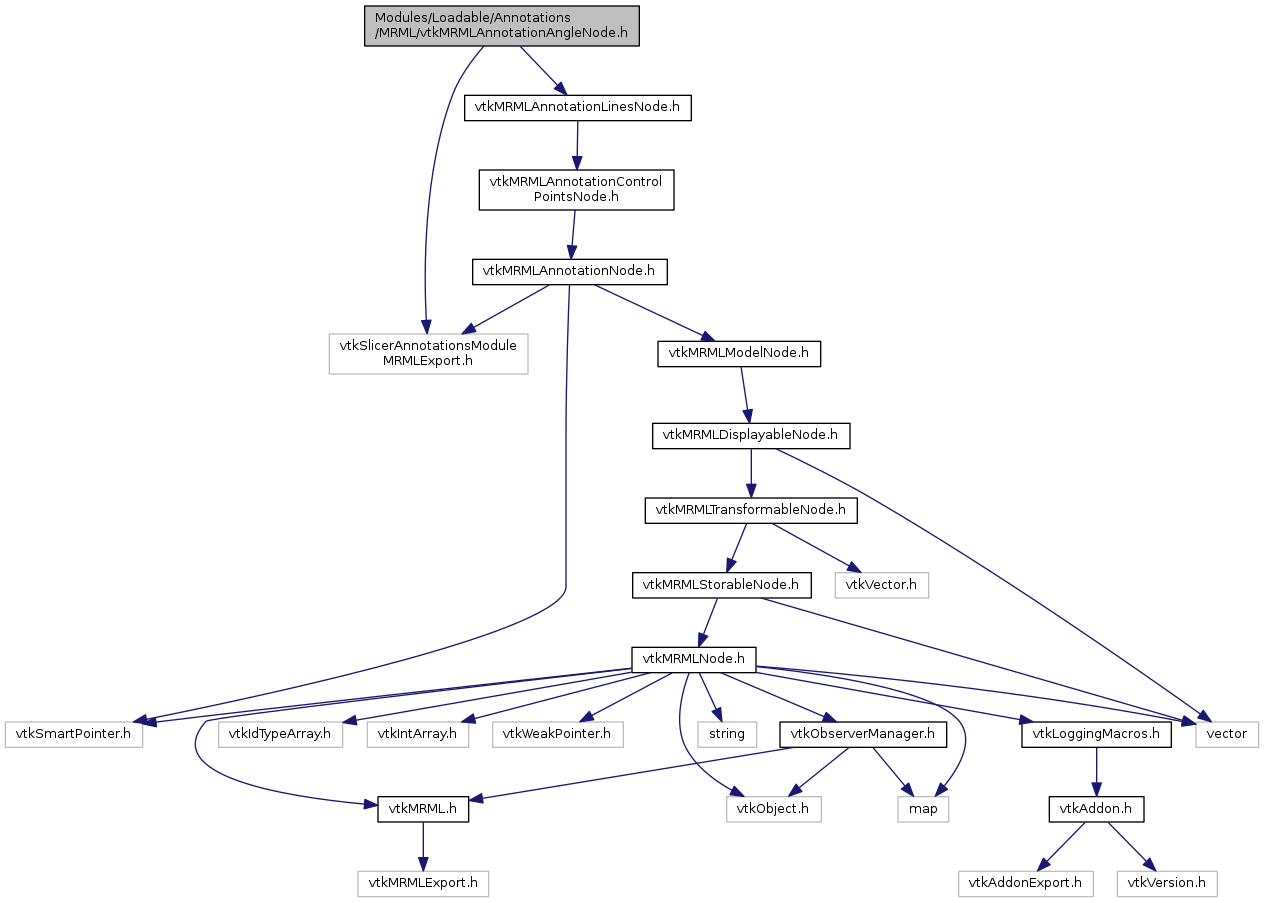 Modules/Loadable/Annotations
/MRML/vtkMRMLAnnotationAngleNode.h
vtkMRMLAnnotationLinesNode.h
vtkMRMLAnnotationControl
PointsNode.h
vtkMRMLAnnotationNode.h
vtkSlicerAnnotationsModule
MRMLExport.h
vtkMRMLModelNode.h
vtkMRMLDisplayableNode.h
vtkMRMLTransformableNode.h
vtkMRMLStorableNode.h
vtkVector.h
vtkMRMLNode.h
vtkSmartPointer.h
vtkIdTypeArray.h
vtkIntArray.h
vtkWeakPointer.h
string
vtkObserverManager.h
vtkLoggingMacros.h
vector
vtkMRML.h
vtkObject.h
map
vtkAddon.h
vtkMRMLExport.h
vtkAddonExport.h
vtkVersion.h